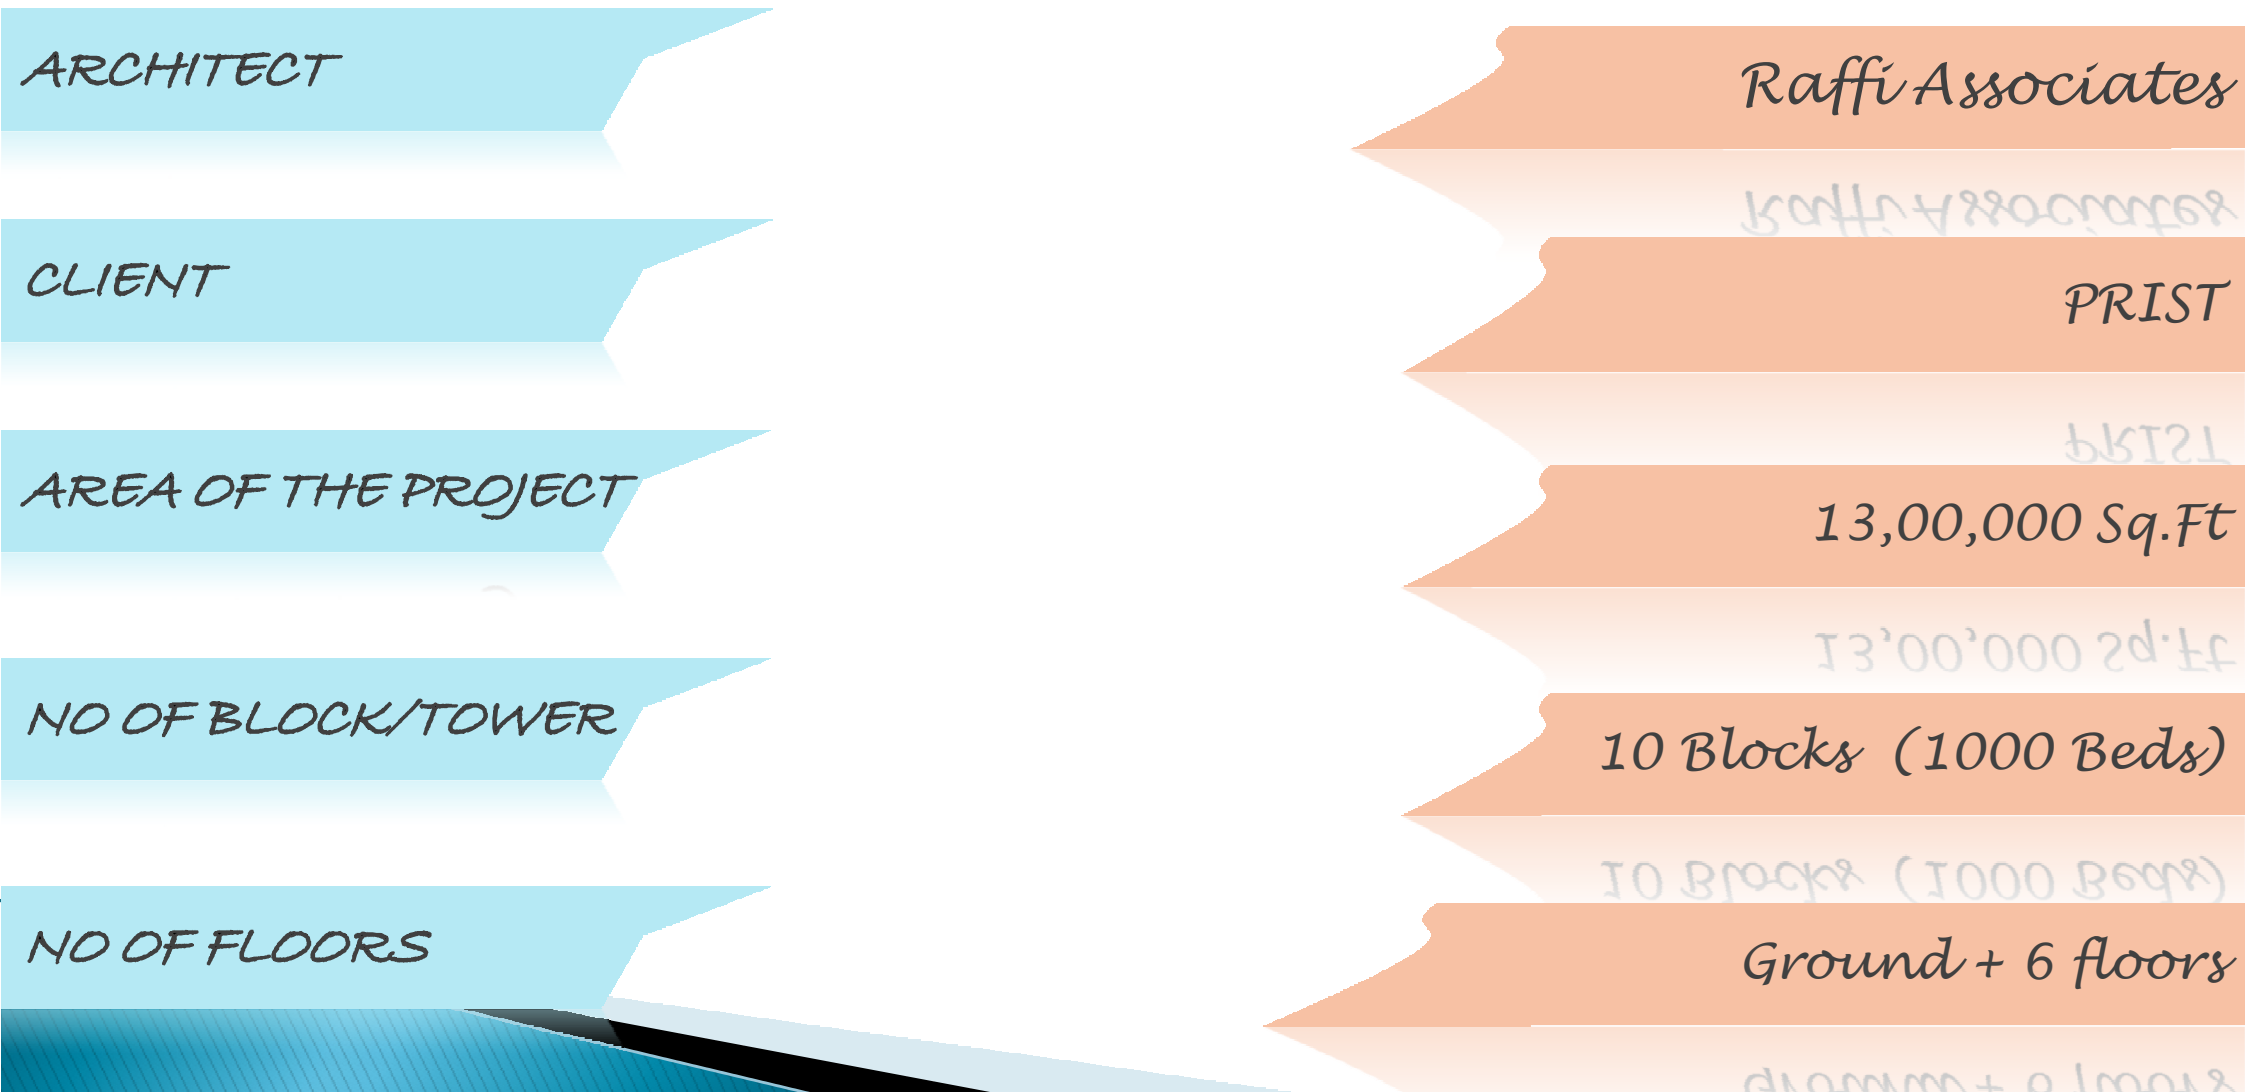 ARCHITECT
Raffi Associates
CLIENT
PRIST
AREA OF THE PROJECT
13,00,000 Sq.Ft
NO OF BLOCK/TOWER
10 Blocks (1000 Beds)
NO OF FLOORS
Ground + 6 floors